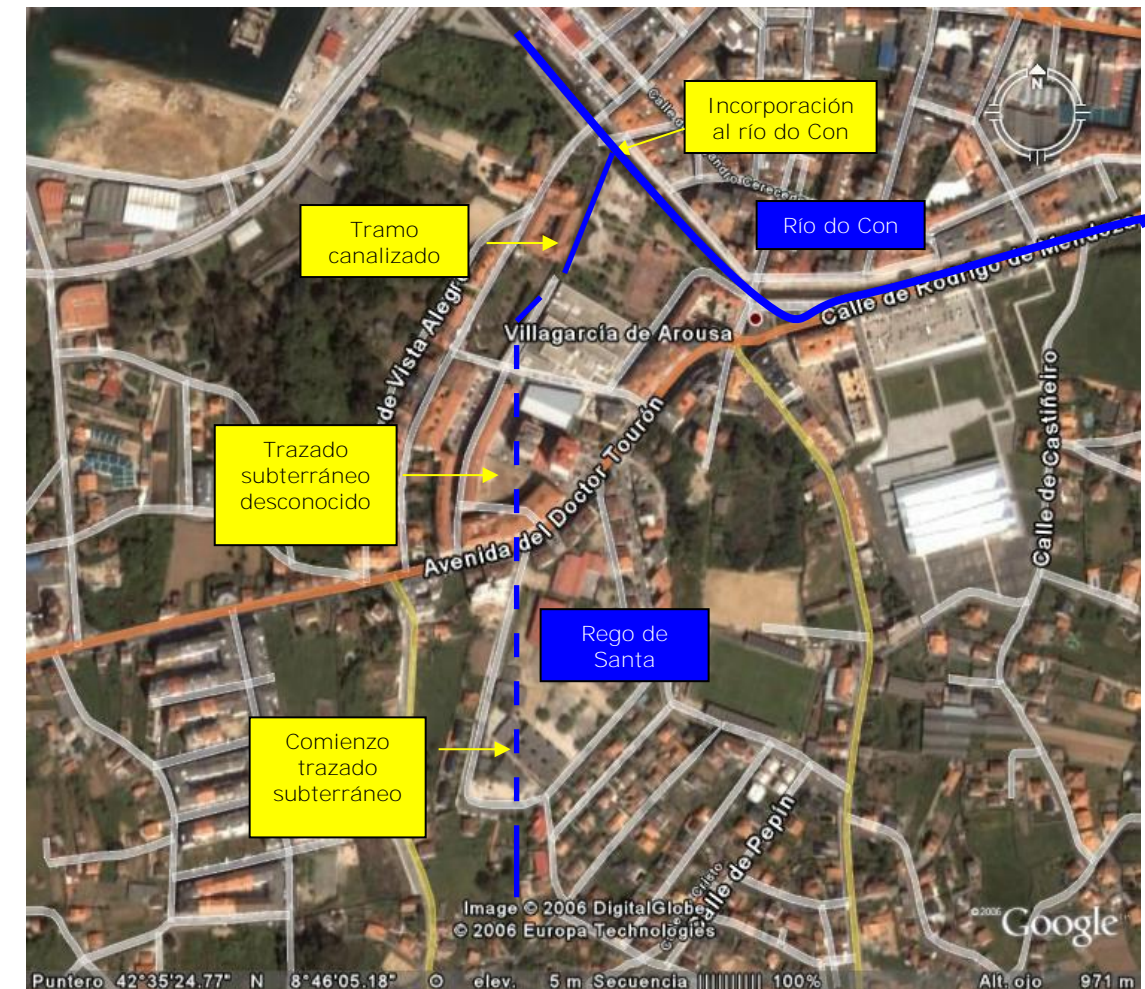 Incorporación
al río do Con
N
Río do Con
Tramo
canalizado
Calle de Rodrigo de Mendoza
de Vista Alegre
Villagarcía de Arousa
Calle de Castiñeiro
Trazado
subterráneo
desconocido
Avenida del Doctor Tourón
Rego de
Santa
Comienzo
trazado
subterráneo
Calle de Pepín
Cristo
Image © 2006 DigitalGlobe
© 2006 Europa Technologies
© 2006 Google
Puntero 42°35'24.77" N 8°46'05.18" O elev. 5 m Secuencia |||||||||| 100% Alt. ojo 971 m